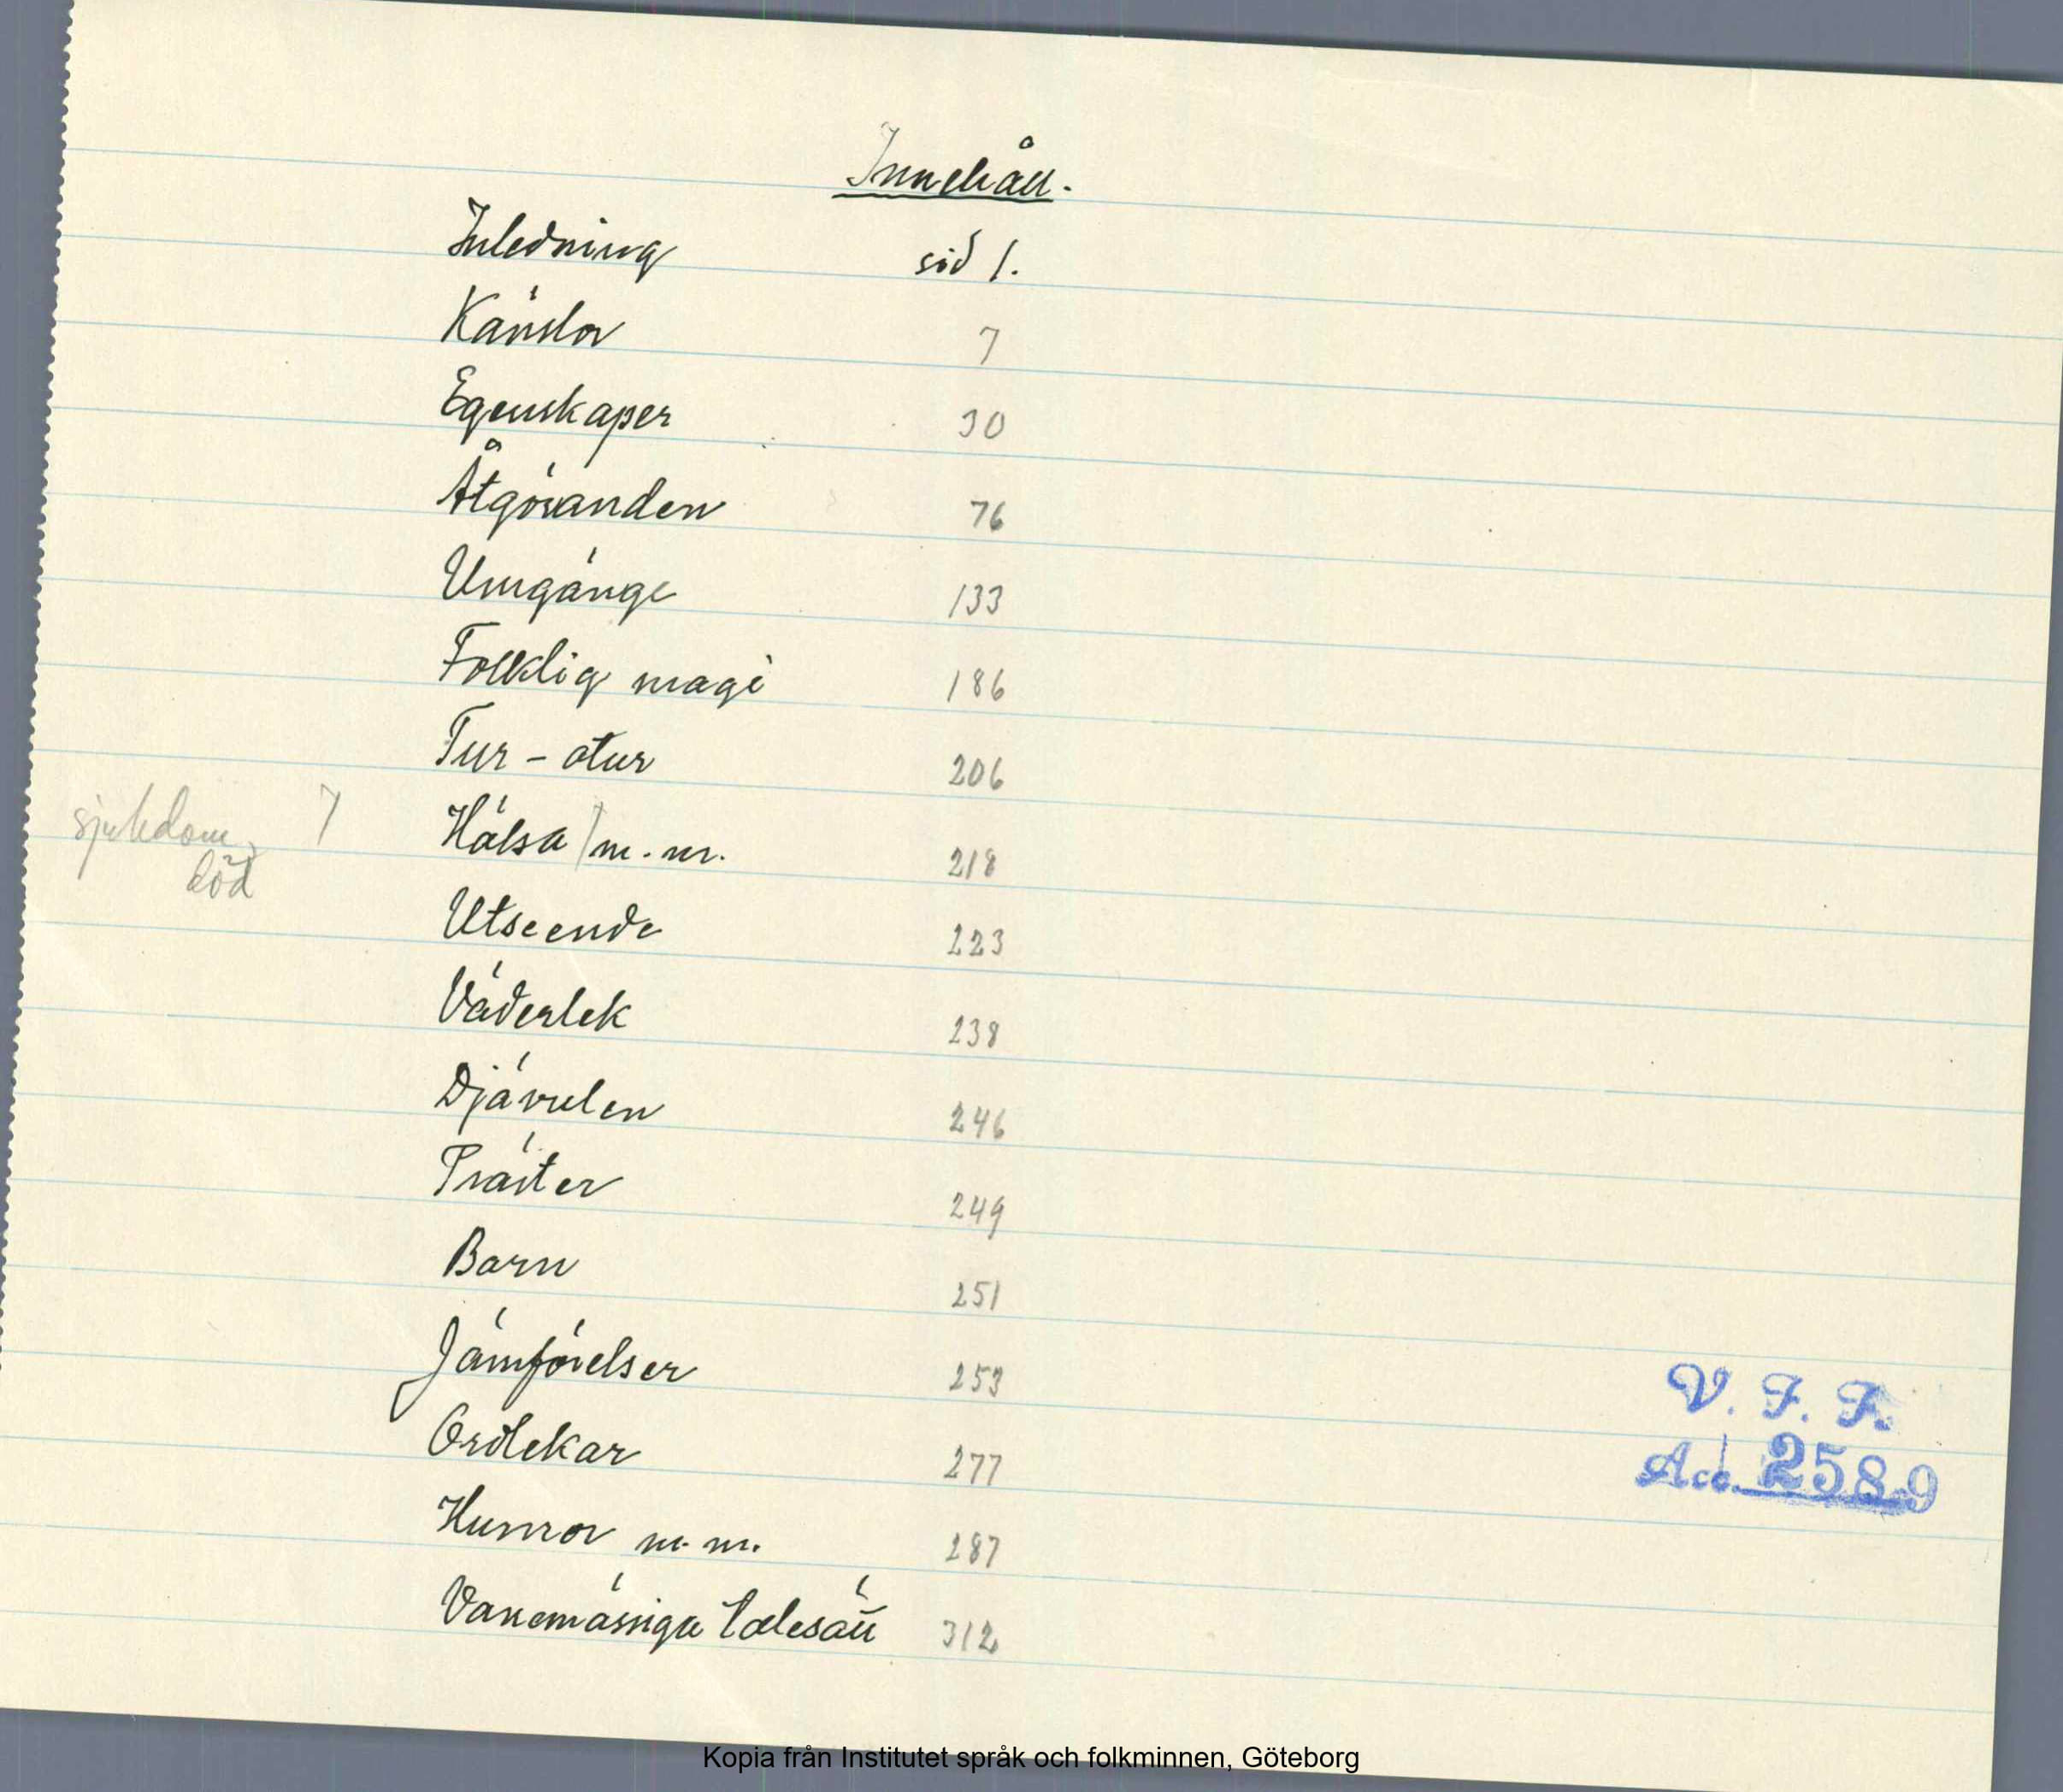 Innehåll.
Inledning sid 1.
Känslor 7
Egenskaper 30
Åtgöranden 76
Umgänge 133
Folklig magi 186
Tur - otur 206
sjukdom, död
Hälsa m.m. 218
Utseende 223
Väderlek 238
Djävulen 246
Präster 249
Barn 251
Jämförelser 253
Ordlekar 277
Humor m.m. 287
Vanemässiga talesätt 312
V. F. F.
Acc. 2589
Kopia från Institutet språk och folkminnen, Göteborg